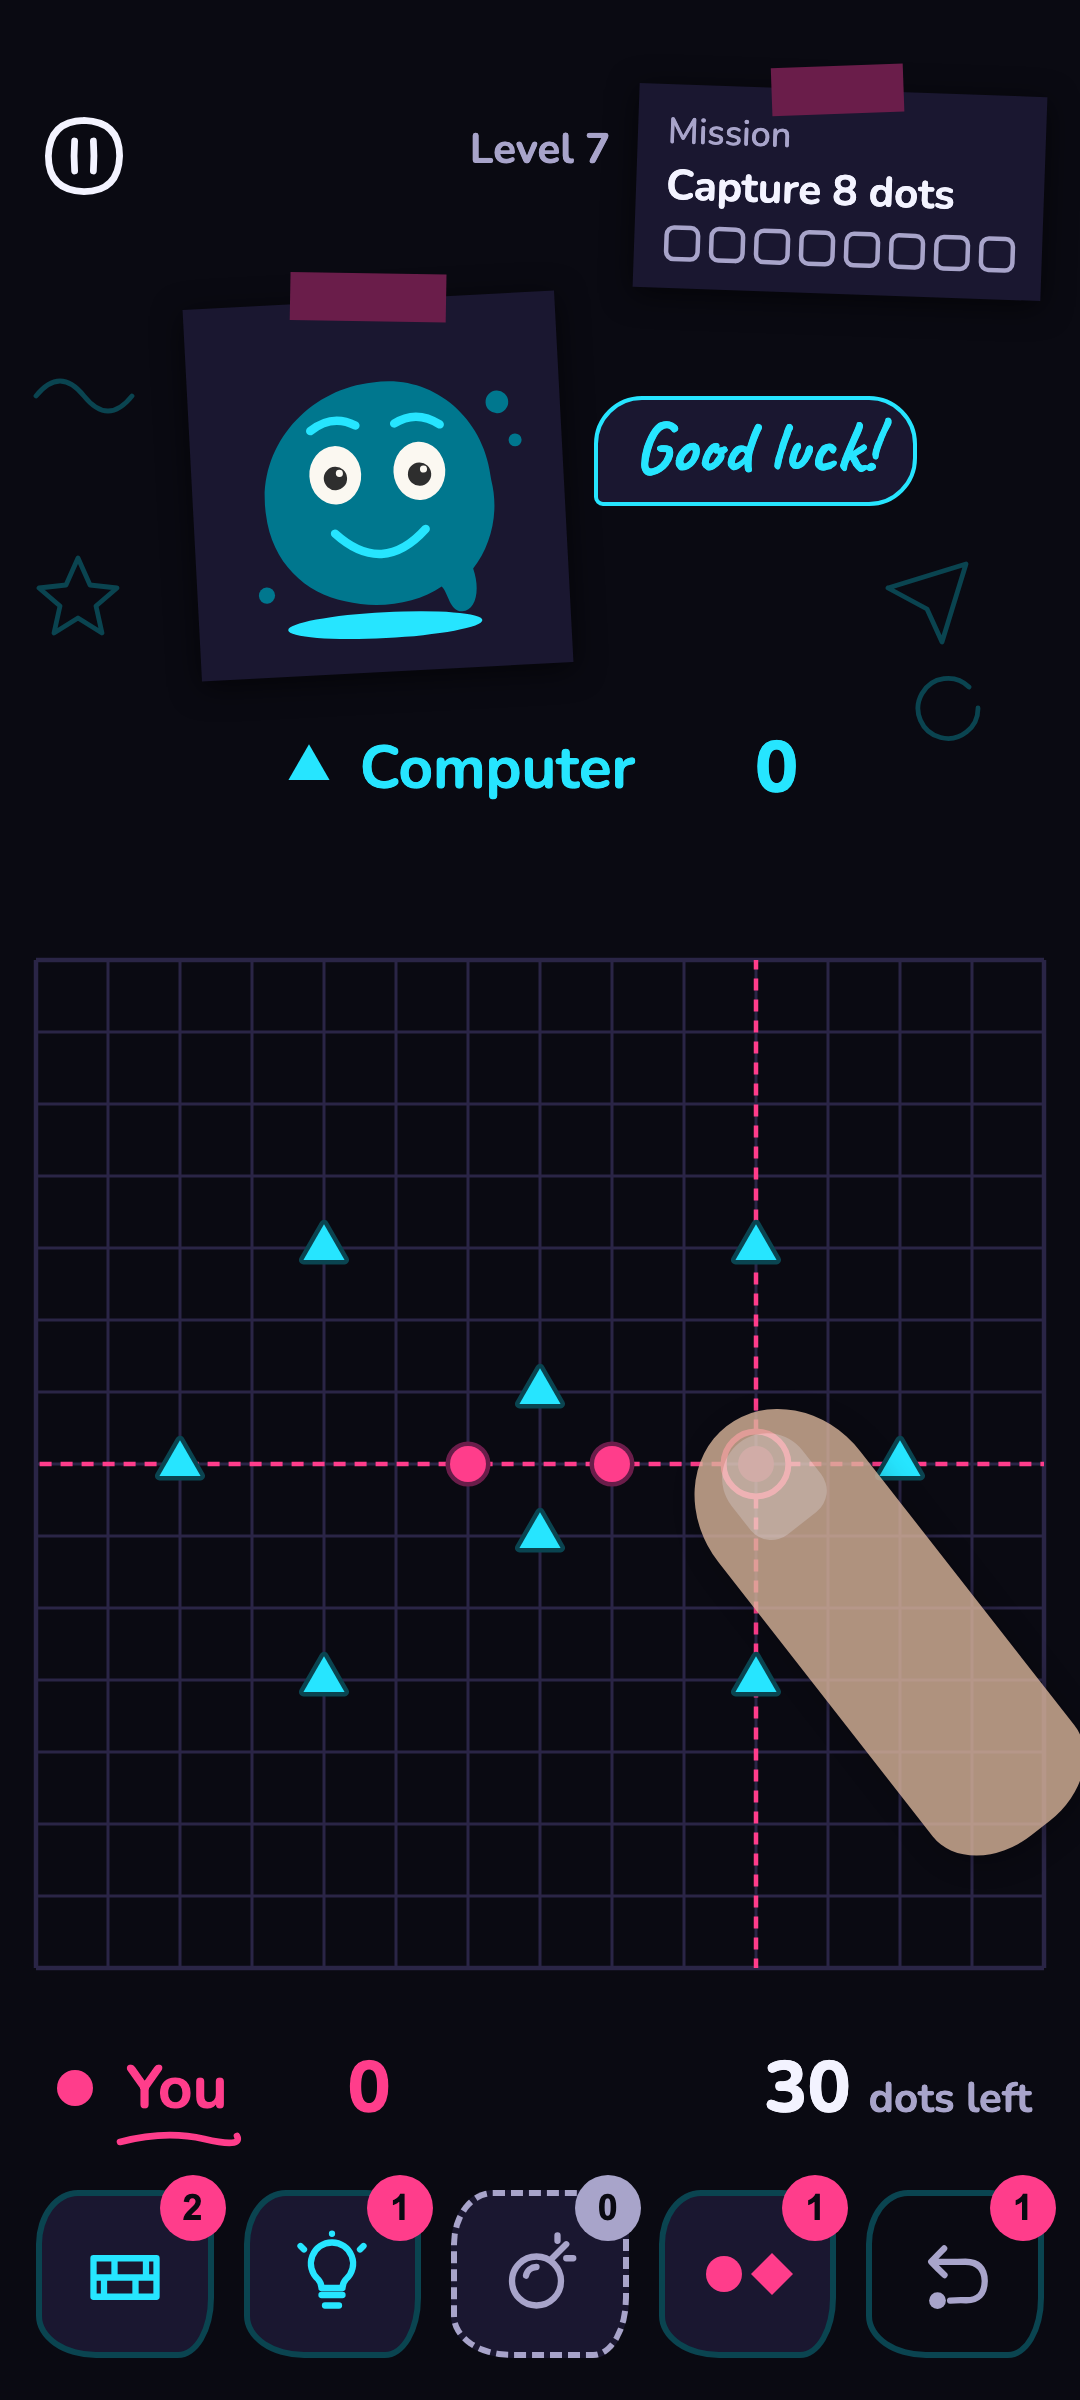 Level 7
Mission
Capture 8 dots
Good luck!
Computer 0
You 0
30 dots left
2 1 0 1 1